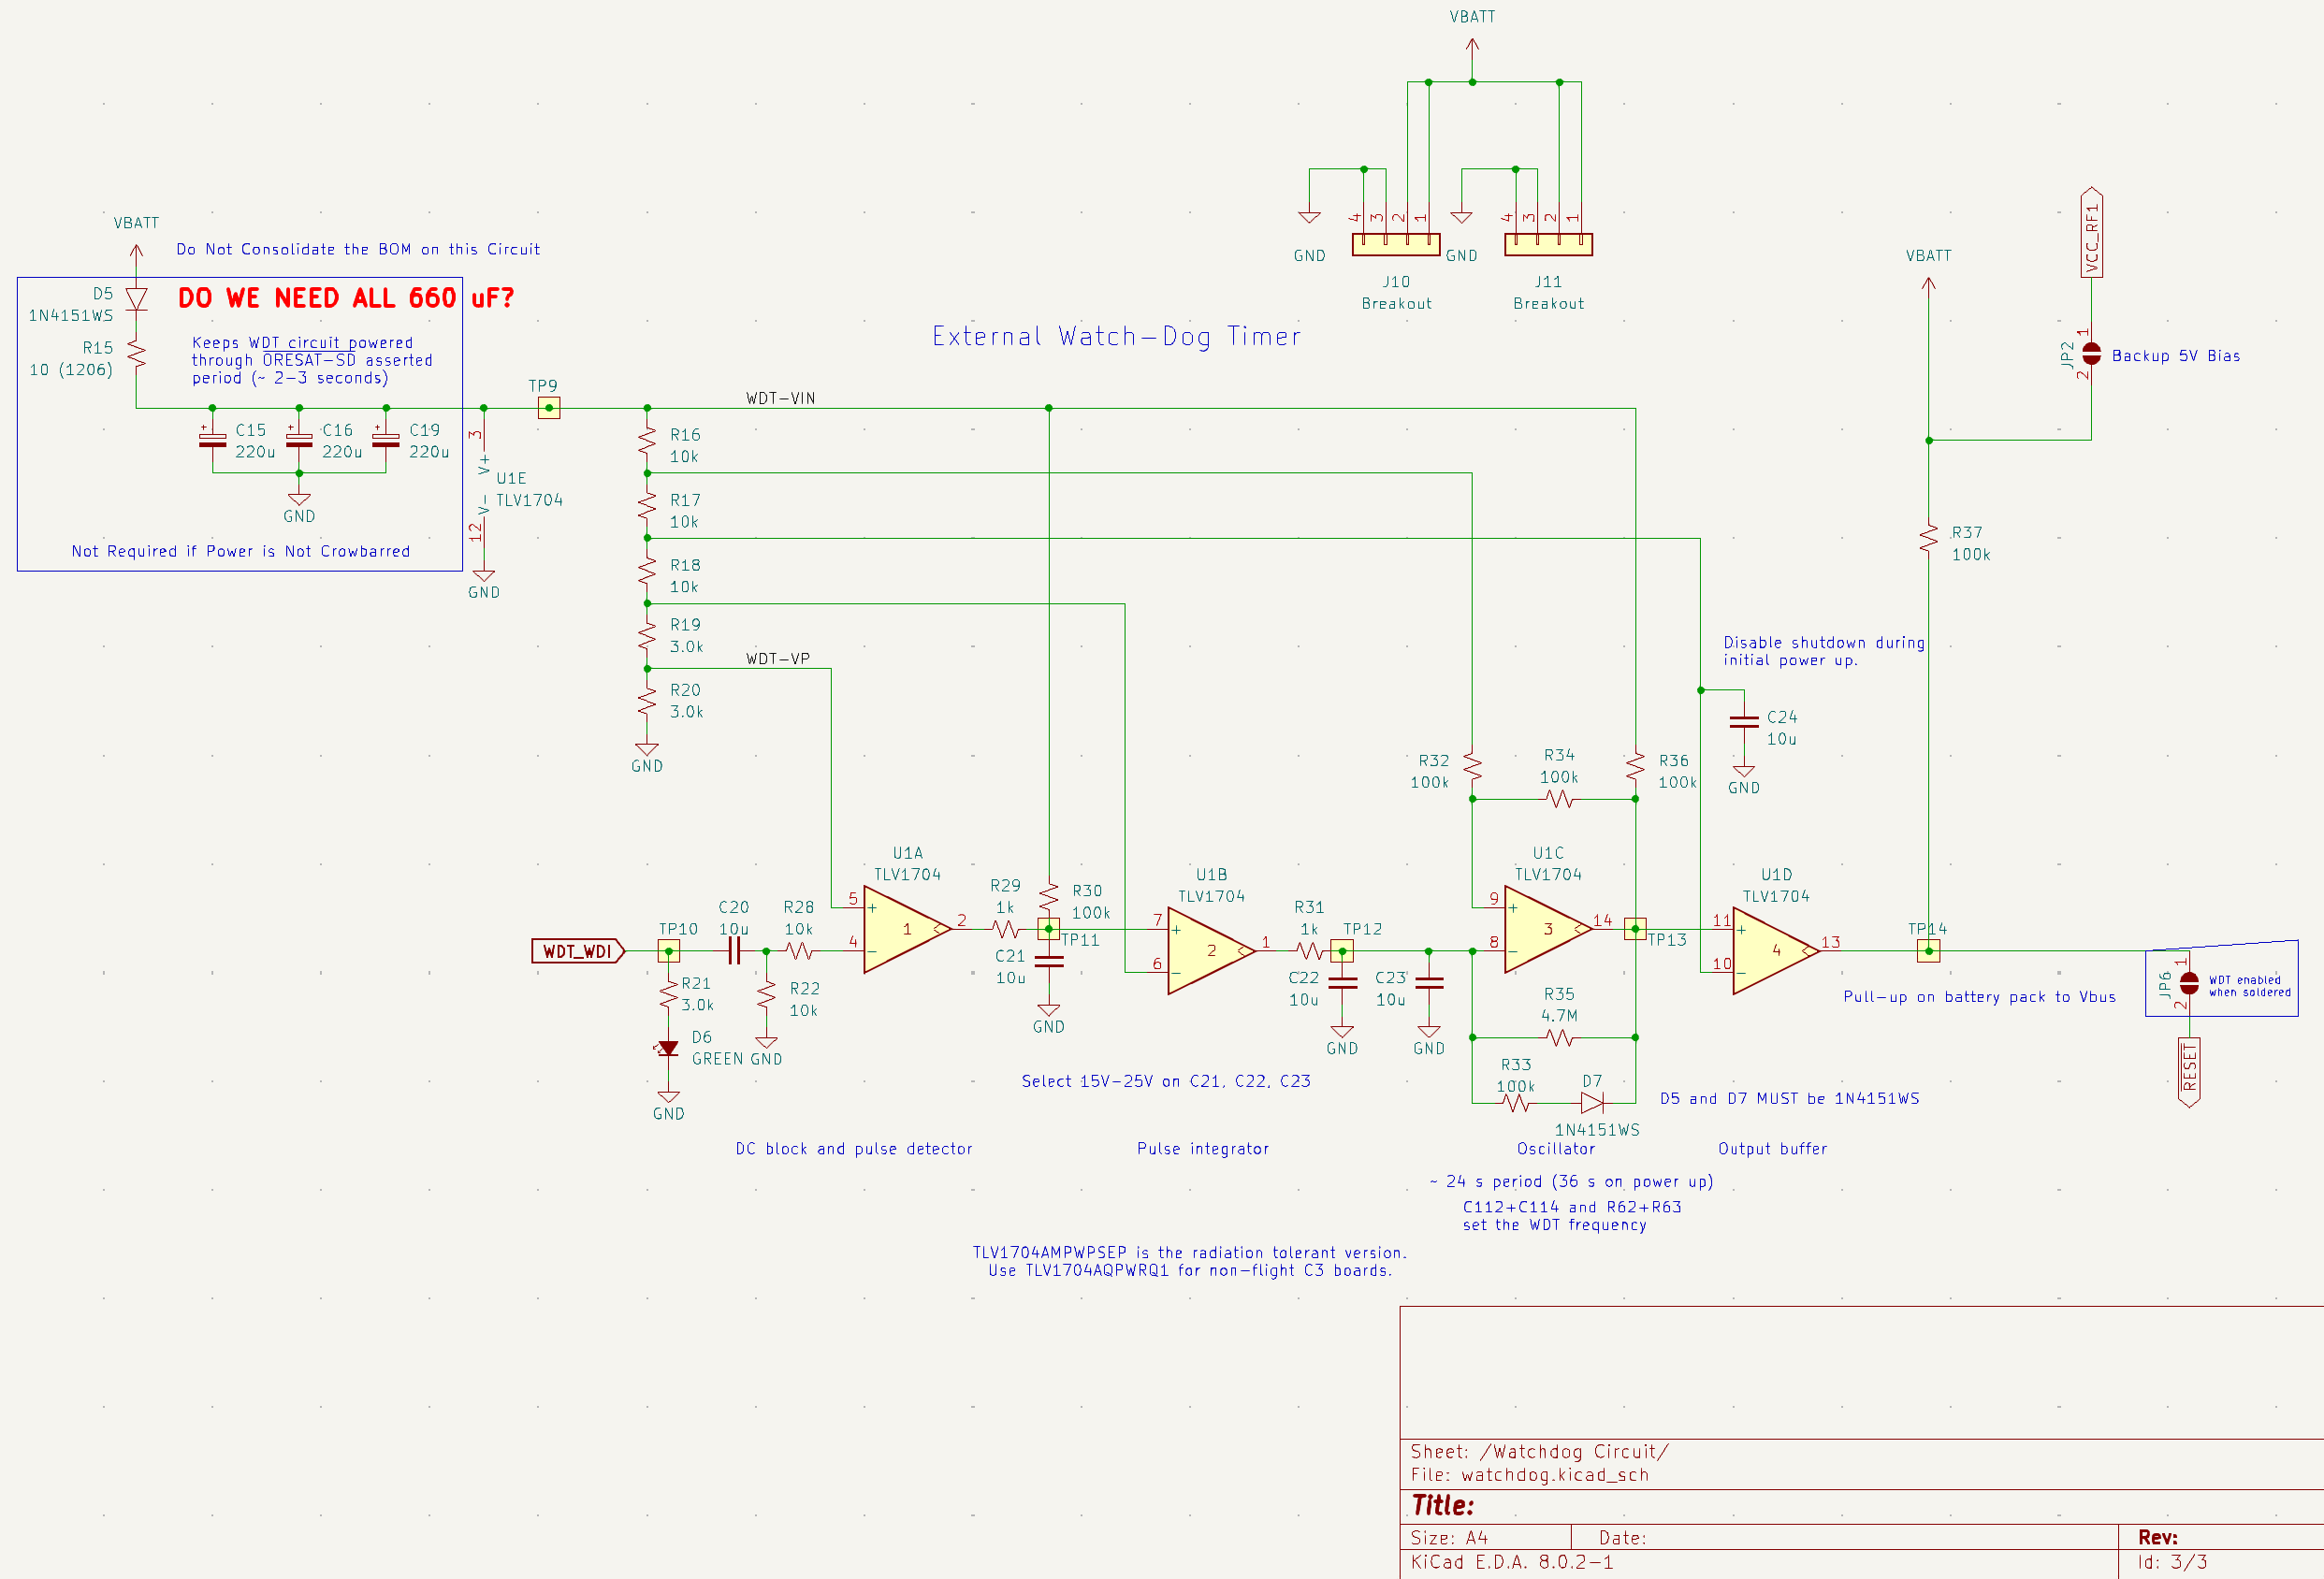 VBATT
4
3
2
1
4
3
2
1
GND
GND
J10
Breakout
J11
Breakout
VCC_RF1
VBATT
Do Not Consolidate the BOM on this Circuit
D5
1N4151WS
DO WE NEED ALL 660 uF?
R15
10 (1206)
Keeps WDT circuit powered
through ORESAT-SD asserted
period (~ 2-3 seconds)
External Watch-Dog Timer
VBATT
1
JP2
2
Backup 5V Bias
TP9
WDT-VIN
C15
220u
C16
220u
C19
220u
GND
3
V+
U1E
TLV1704
V-
12
GND
Not Required if Power is Not Crowbarred
R16
10k
R17
10k
R18
10k
R19
3.0k
WDT-VP
R20
3.0k
GND
R37
100k
Disable shutdown during
initial power up.
C24
10u
GND
R32
100k
R34
100k
R36
100k
WDT_WDI
TP10
C20
10u
R28
10k
R21
3.0k
D6
GREEN
GND
R22
10k
GND
U1A
TLV1704
5
+
4
-
1
2
R29
1k
R30
100k
TP11
C21
10u
GND
U1B
TLV1704
7
+
6
-
2
1
R31
1k
TP12
C22
10u
GND
C23
10u
GND
U1C
TLV1704
9
+
8
-
3
14
TP13
R35
4.7M
R33
100k
D7
1N4151WS
U1D
TLV1704
11
+
10
-
4
13
TP14
Pull-up on battery pack to Vbus
1
JP6
2
WDT enabled
when soldered
RESET
Select 15V-25V on C21, C22, C23
D5 and D7 MUST be 1N4151WS
DC block and pulse detector
Pulse integrator
Oscillator
Output buffer
~ 24 s period (36 s on power up)
C112+C114 and R62+R63
set the WDT frequency
TLV1704AMPWPSEP is the radiation tolerant version.
Use TLV1704AQPWRQ1 for non-flight C3 boards.
Sheet: /Watchdog Circuit/
File: watchdog.kicad_sch
Title:
Size: A4
Date:
Rev:
KiCad E.D.A. 8.0.2-1
Id: 3/3